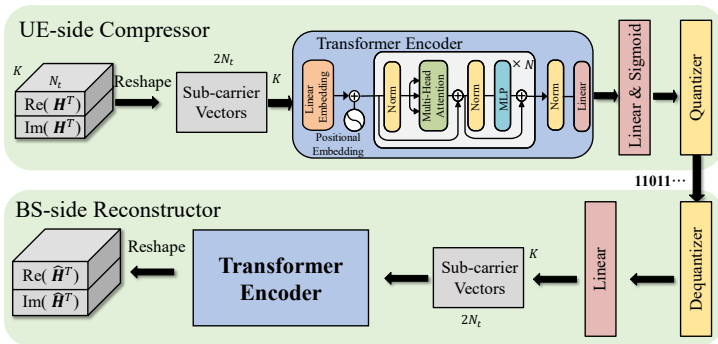 UE-side Compressor
K
N_t
Re( H^T)
Im( H^T)
Reshape
2N_t
K
Sub-carrier
Vectors
Transformer Encoder
Linear
Embedding
Positional
Embedding
Norm
Multi-Head
Attention
Norm
MLP
× N
Norm
Linear
Linear & Sigmoid
Quantizer
11011···
BS-side Reconstructor
Re( Ĥ^T)
Im( Ĥ^T)
Reshape
Transformer
Encoder
K
Sub-carrier
Vectors
2N_t
Linear
Dequantizer